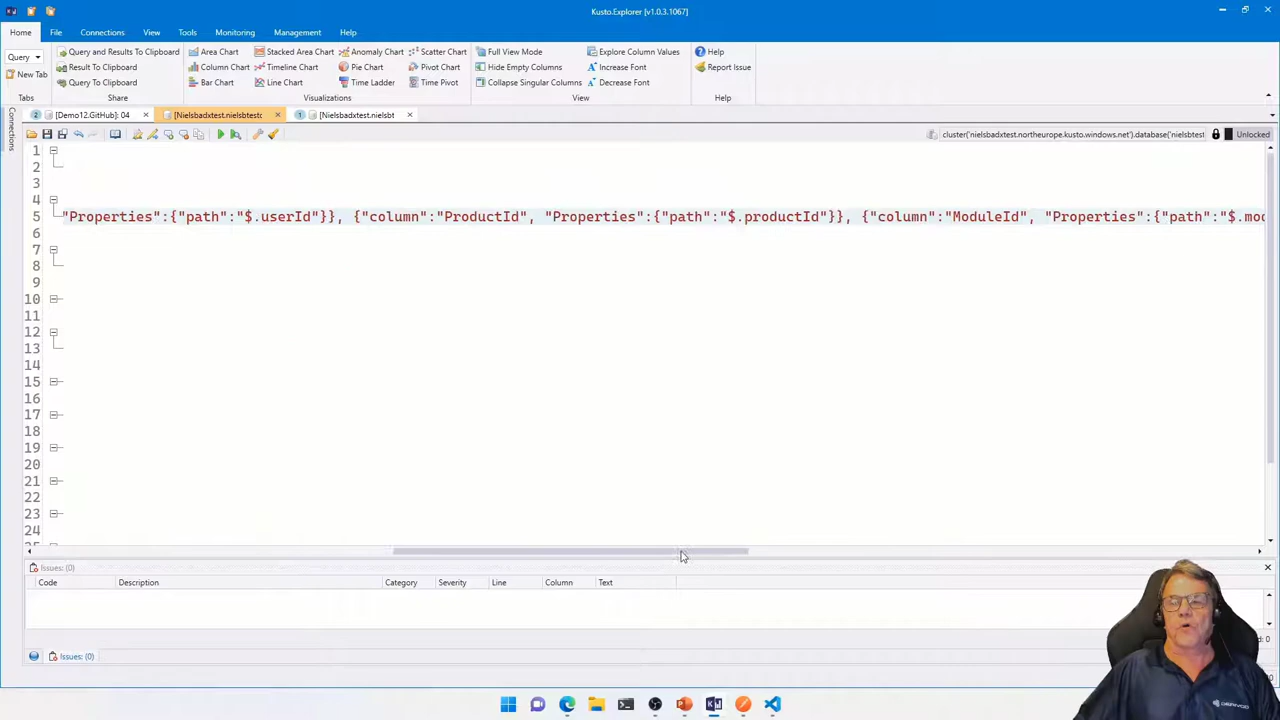 Kusto.Explorer [v1.0.3.1067]
Home File Connections View Tools Monitoring Management Help
Query
New Tab
Tabs
Query and Results To Clipboard
Result To Clipboard
Query To Clipboard
Share
Area Chart Stacked Area Chart Anomaly Chart Scatter Chart
Column Chart Timeline Chart Pie Chart Pivot Chart
Bar Chart Line Chart Time Ladder Time Pivot
Visualizations
Full View Mode Explore Column Values
Hide Empty Columns Increase Font
Collapse Singular Columns Decrease Font
View
Help
Report Issue
Help
Connections
2 [Demo12.GitHub]: 04 [Nielsbadxtest.nielsbtestd 1 [Nielsbadxtest.nielsbt
cluster('nielsbadxtest.northeurope.kusto.windows.net').database('nielsbtest Unlocked
1
2
3
4
5 "Properties":{"path":"$.userId"}}, {"column":"ProductId", "Properties":{"path":"$.productId"}}, {"column":"ModuleId", "Properties":{"path":"$.mod
6
7
8
9
10
11
12
13
14
15
16
17
18
19
20
21
22
23
24
Issues: (0)
Code Description Category Severity Line Column Text
Issues: (0)
DERIVCO